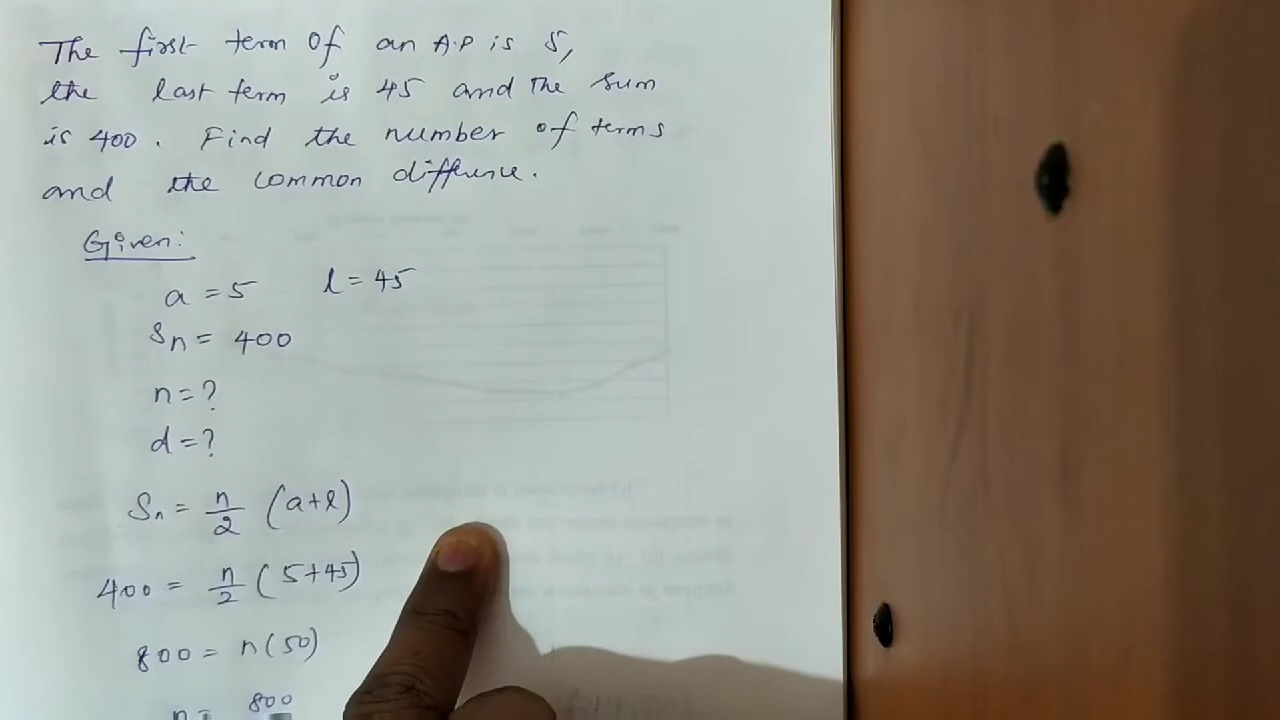 The first term of an A.P is 5,
the last term is 45 and the sum
is 400. Find the number of terms
and the common difference.
Given:
a = 5 l = 45
Sn = 400
n = ?
d = ?
Sn = n/2 (a+l)
400 = n/2 (5+45)
800 = n(50)
n = 800